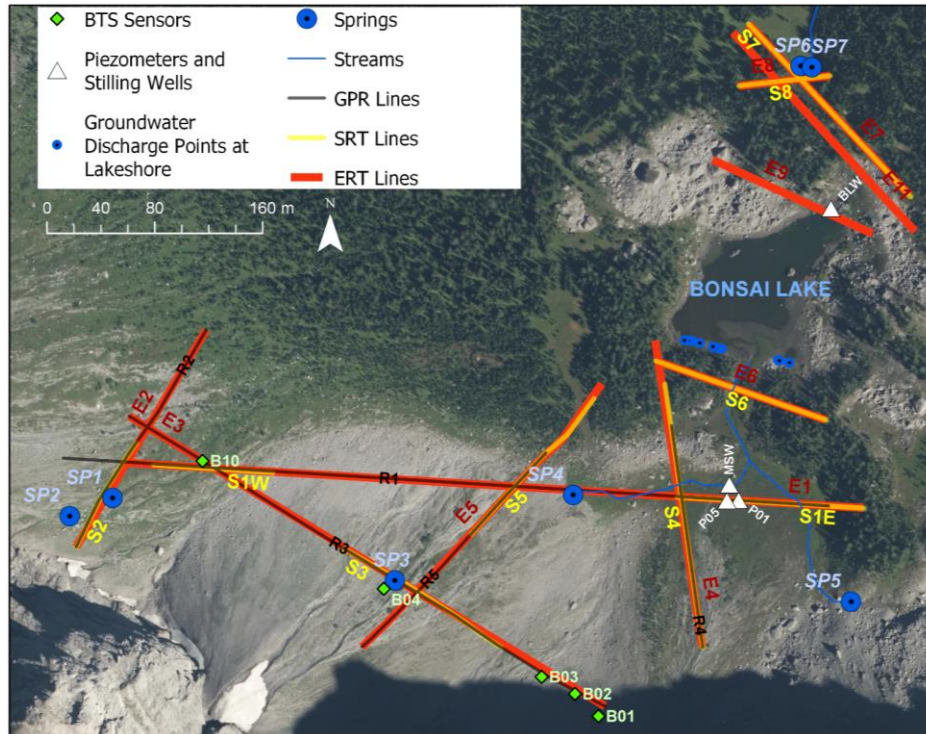 BTS Sensors
Piezometers and
Stilling Wells
Groundwater
Discharge Points at
Lakeshore
Springs
Streams
GPR Lines
SRT Lines
ERT Lines
0 40 80 160 m
N
S7
SP6 SP7
E8
S8
E7
E9
E11
BLW
BONSAI LAKE
R2
E2
E3
E6
S6
B10
SP1
S1W
R1
SP4
MSW
E1
SP2
S2
E5
S5
S4
P05
P01
S1E
R3
S3
SP3
B04
R5
E4
SP5
R4
B03
B02
B01